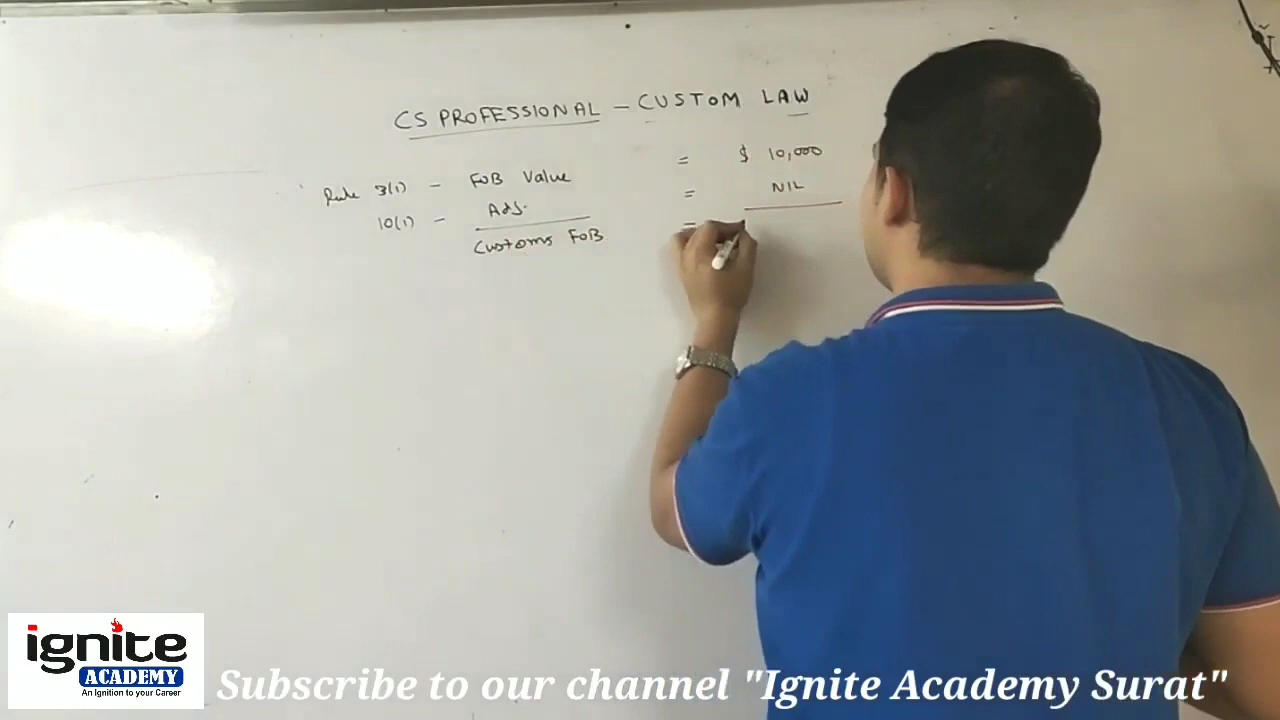 CS PROFESSIONAL - CUSTOM LAW
Rule 3(1) - FOB Value = $ 10,000
10(1) - Adj. = NIL
Customs FOB =
ignite
ACADEMY
An Ignition to your Career
Subscribe to our channel "Ignite Academy Surat"